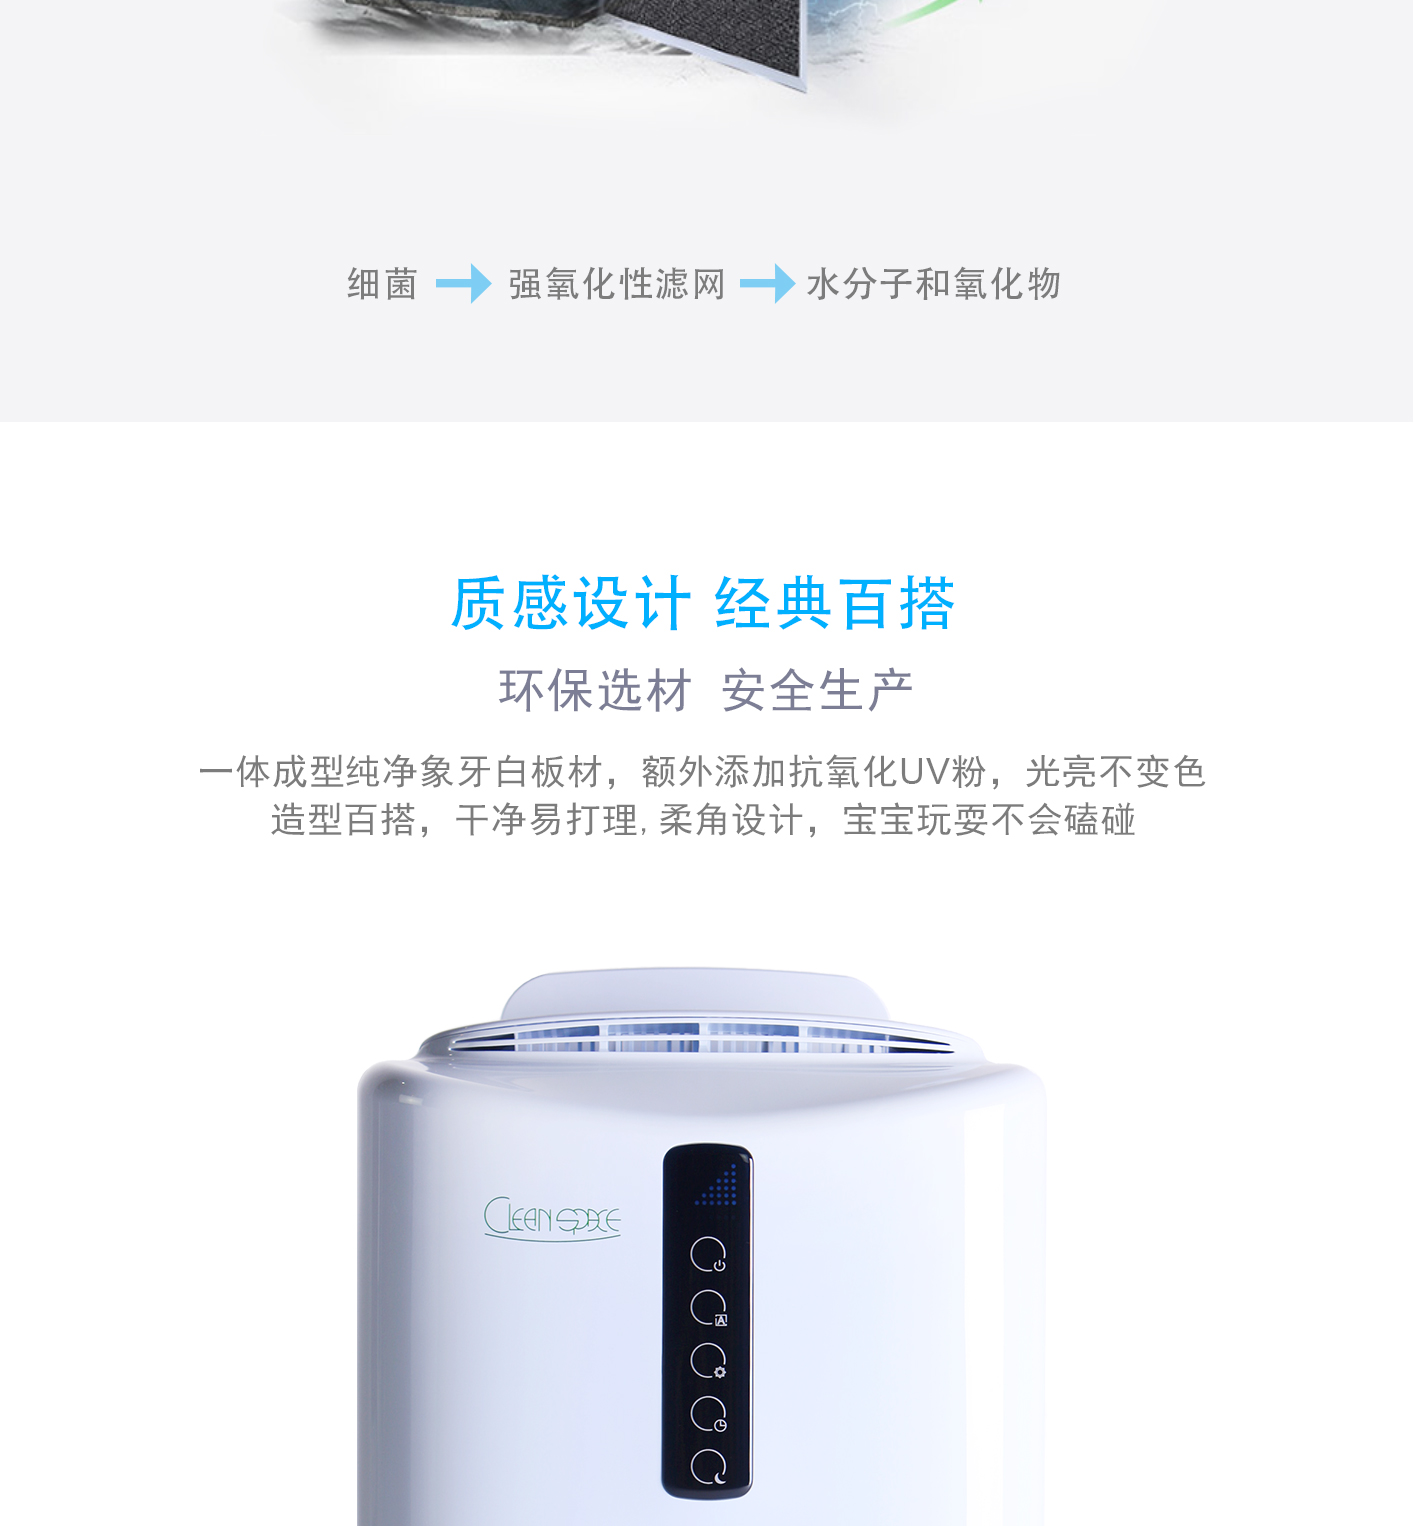 细菌 强氧化性滤网 水分子和氧化物
质感设计 经典百搭
环保选材 安全生产
一体成型纯净象牙白板材，额外添加抗氧化UV粉，光亮不变色
造型百搭，干净易打理,柔角设计，宝宝玩耍不会磕碰
CLEAN SPACE
A